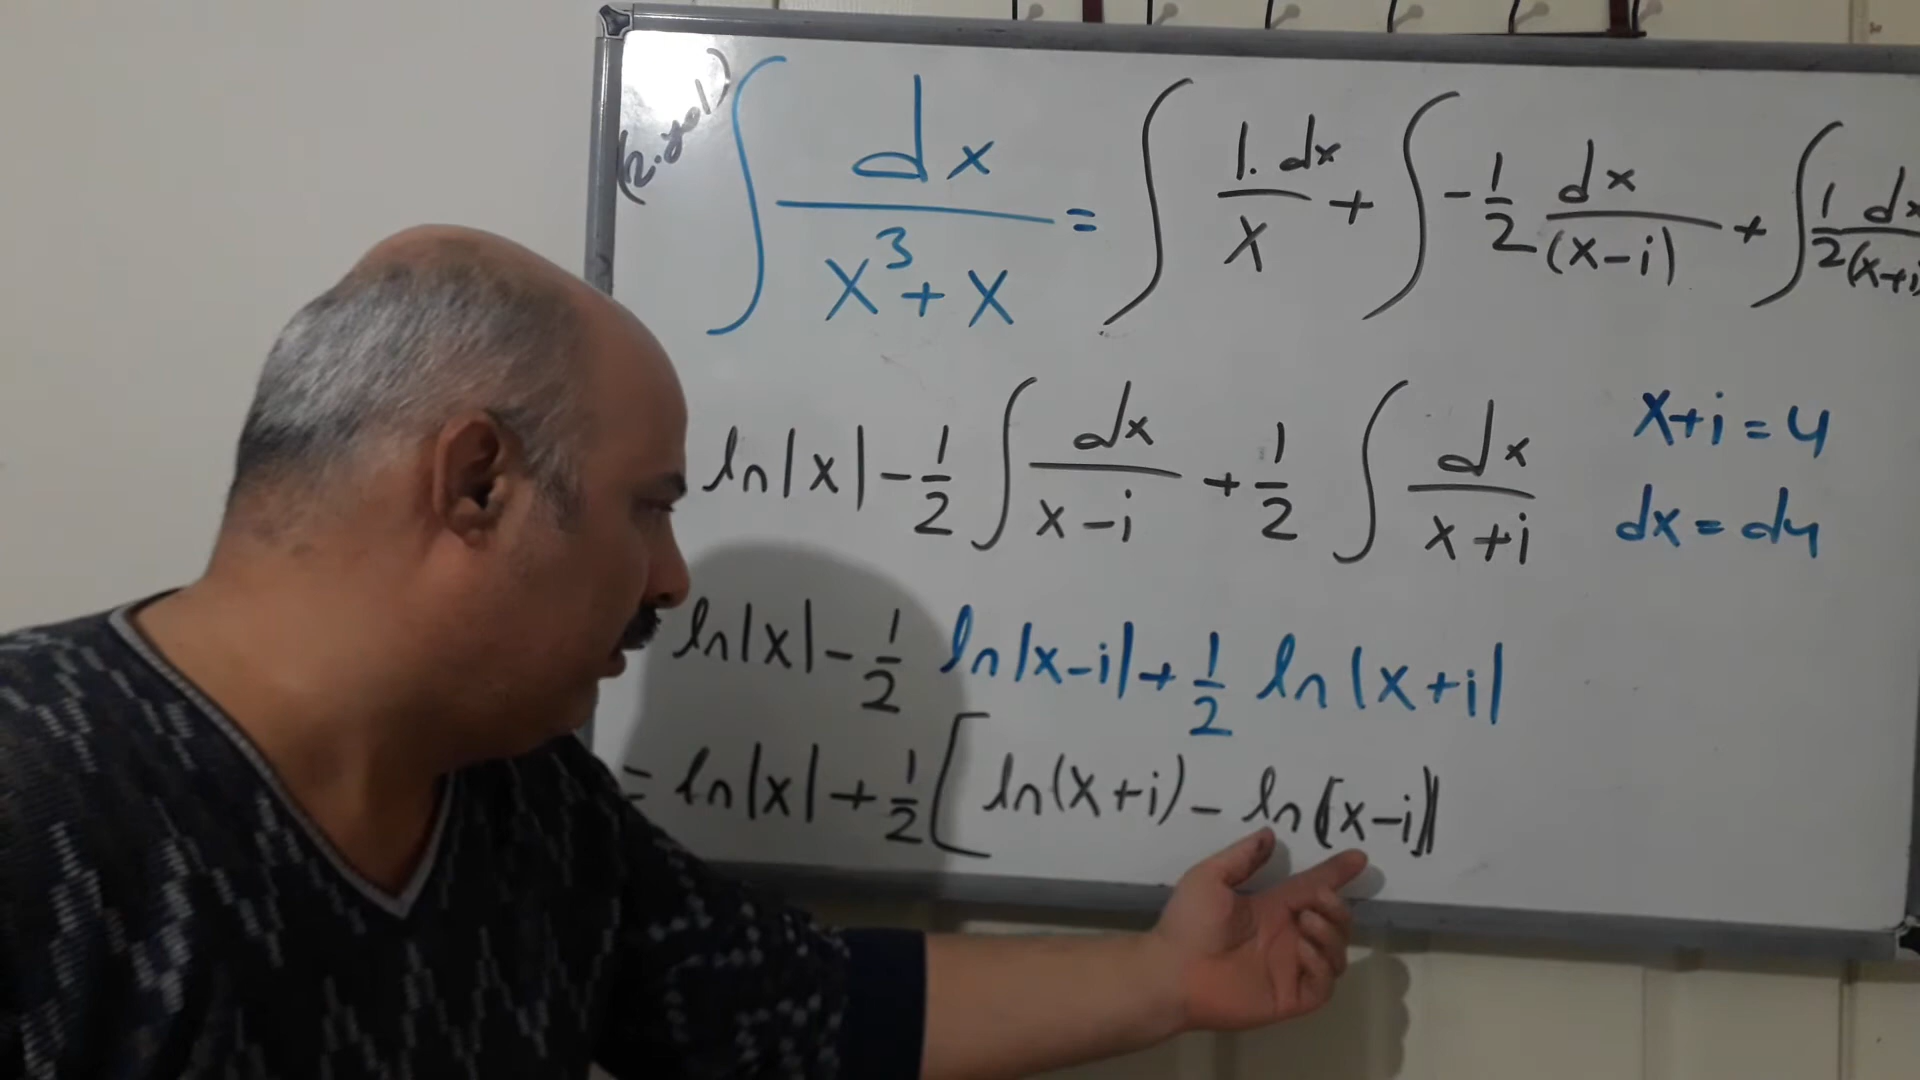 (2.yol)
∫ dx / (x³ + x) = ∫ 1. dx / x + ∫ - 1/2 dx / (x-i) + ∫ 1 dx / 2(x+i
ln|x| - 1/2 ∫ dx / (x-i) + 1/2 ∫ dx / (x+i)
x+i = u
dx = du
ln|x| - 1/2 ln|x-i| + 1/2 ln|x+i|
= ln|x| + 1/2 [ ln(x+i) - ln(x-i)|